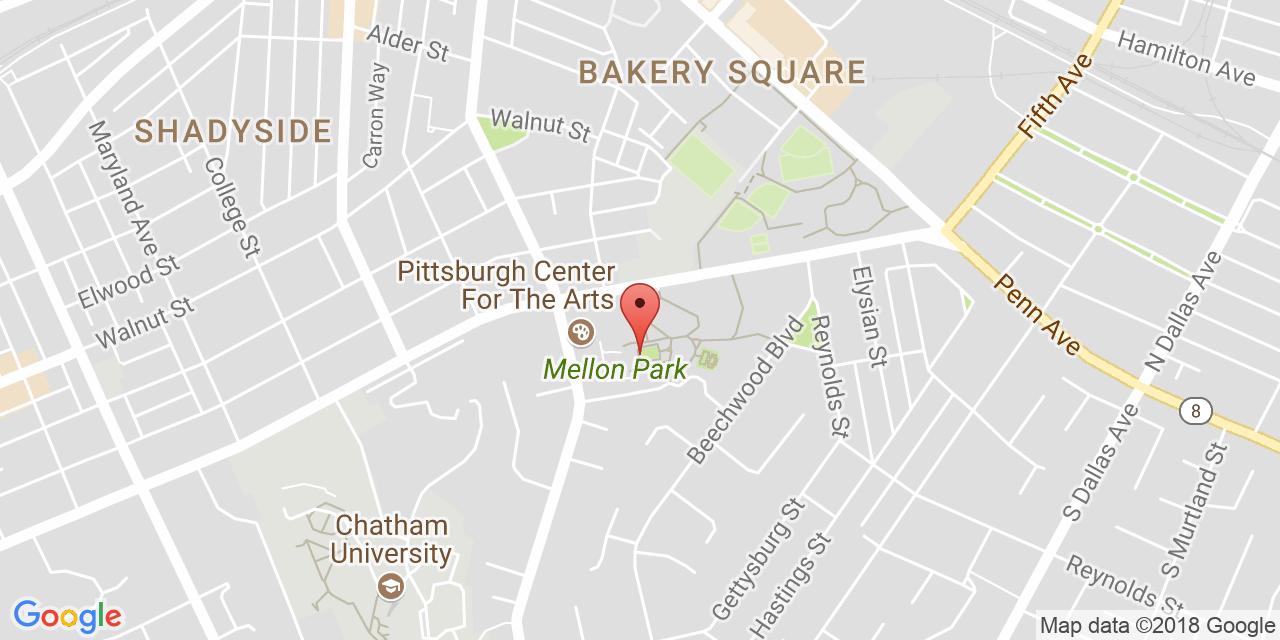 Alder St
Hamilton Ave
BAKERY SQUARE
Fifth Ave
Carron Way
Walnut St
SHADYSIDE
Maryland Ave
College St
Elwood St
Walnut St
Pittsburgh Center
For The Arts
Elysian St
Penn Ave
N Dallas Ave
Mellon Park
Beechwood Blvd
Reynolds St
8
S Dallas Ave
S Murtland St
Chatham
University
Gettysburg St
Hastings St
Reynolds St
Google
Map data ©2018 Google